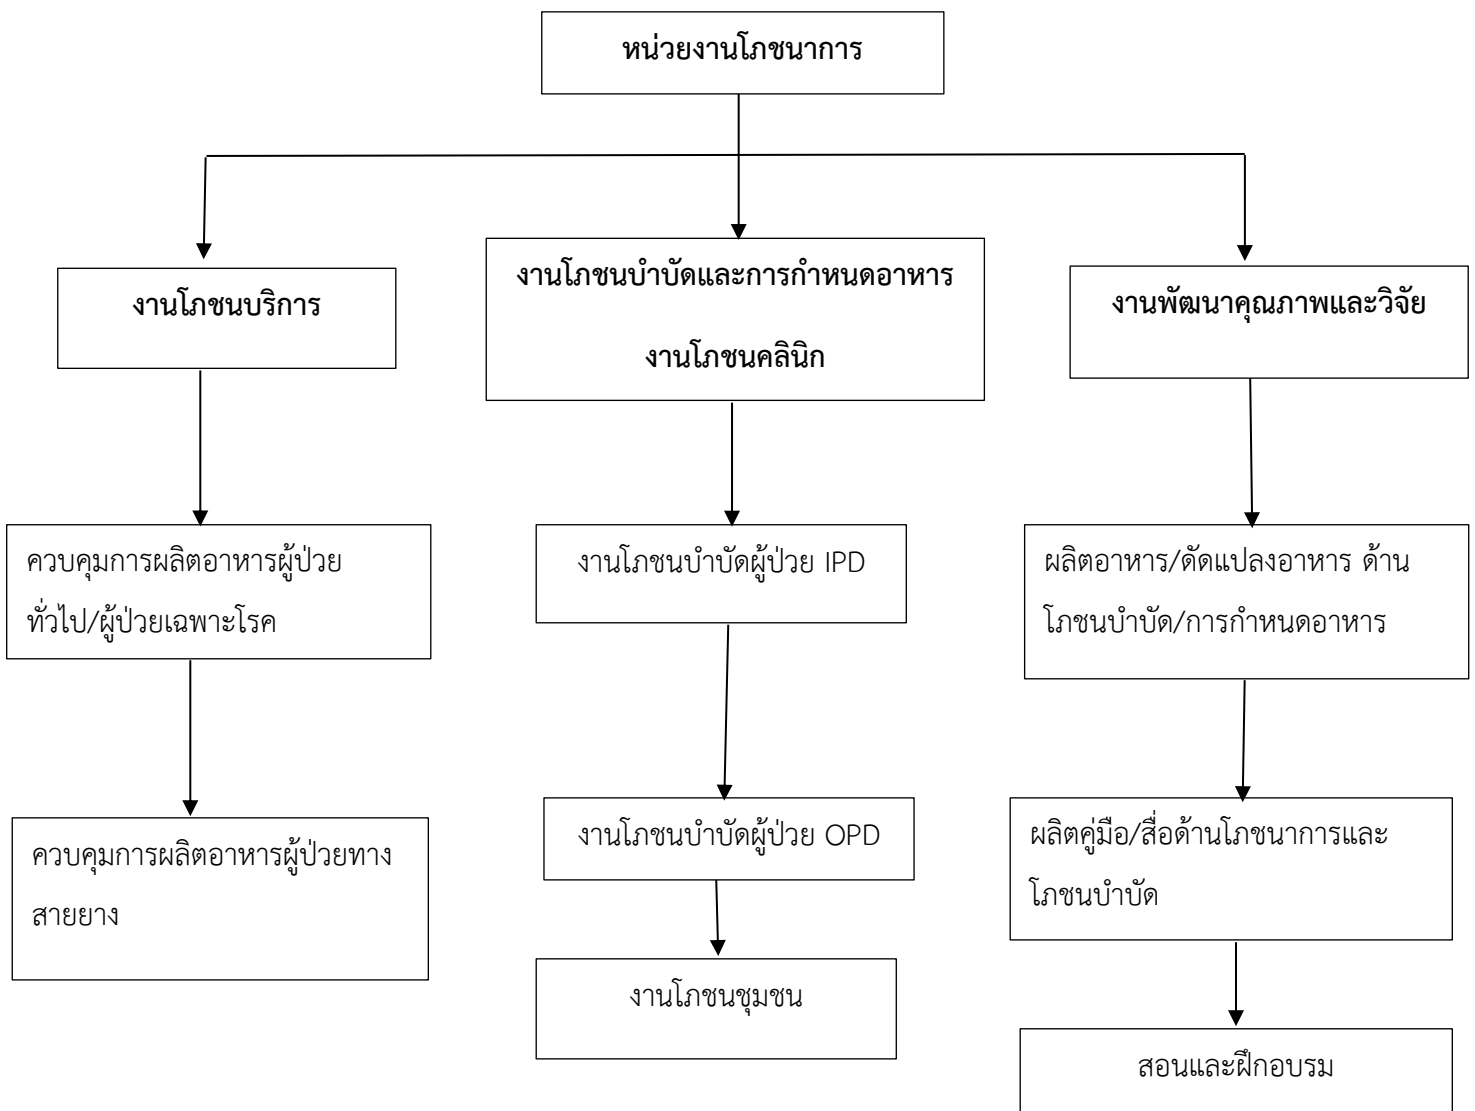 หน่วยงานโภชนาการ
งานโภชนบริการ
งานโภชนบำบัดและการกำหนดอาหาร
งานโภชนคลินิก
งานพัฒนาคุณภาพและวิจัย
ควบคุมการผลิตอาหารผู้ป่วย
ทั่วไป/ผู้ป่วยเฉพาะโรค
งานโภชนบำบัดผู้ป่วย IPD
ผลิตอาหาร/ดัดแปลงอาหาร ด้าน
โภชนบำบัด/การกำหนดอาหาร
ควบคุมการผลิตอาหารผู้ป่วยทาง
สายยาง
งานโภชนบำบัดผู้ป่วย OPD
ผลิตคู่มือ/สื่อด้านโภชนาการและ
โภชนบำบัด
งานโภชนชุมชน
สอนและฝึกอบรม